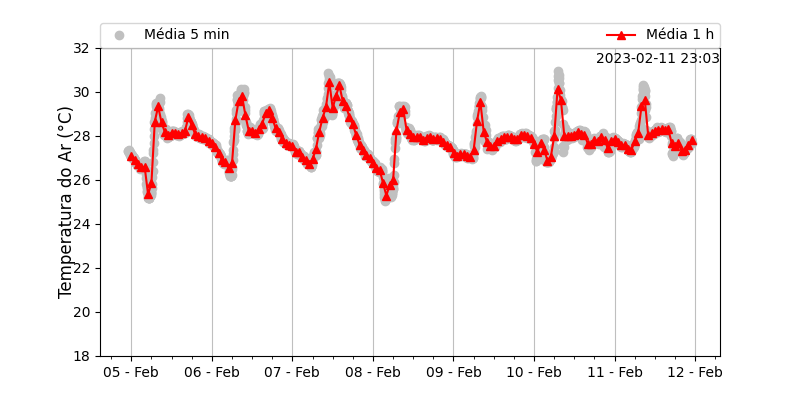 Média 5 min
Média 1 h
2023-02-11 23:03
Temperatura do Ar (°C)
32
30
28
26
24
22
20
18
05 - Feb
06 - Feb
07 - Feb
08 - Feb
09 - Feb
10 - Feb
11 - Feb
12 - Feb